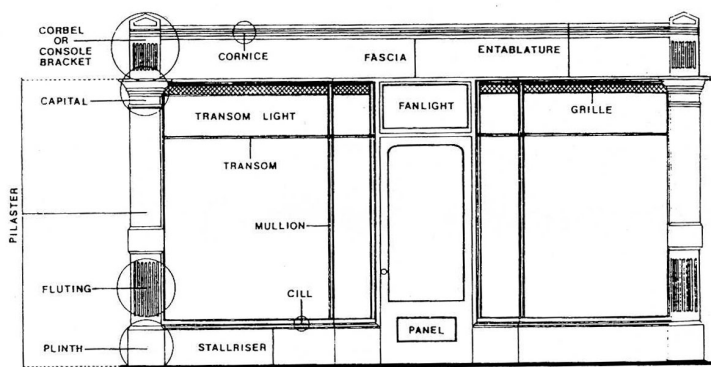 CORBEL
OR
CONSOLE
BRACKET
CORNICE
FASCIA
ENTABLATURE
CAPITAL
TRANSOM LIGHT
FANLIGHT
GRILLE
TRANSOM
PILASTER
MULLION
FLUTING
CILL
PANEL
PLINTH
STALLRISER